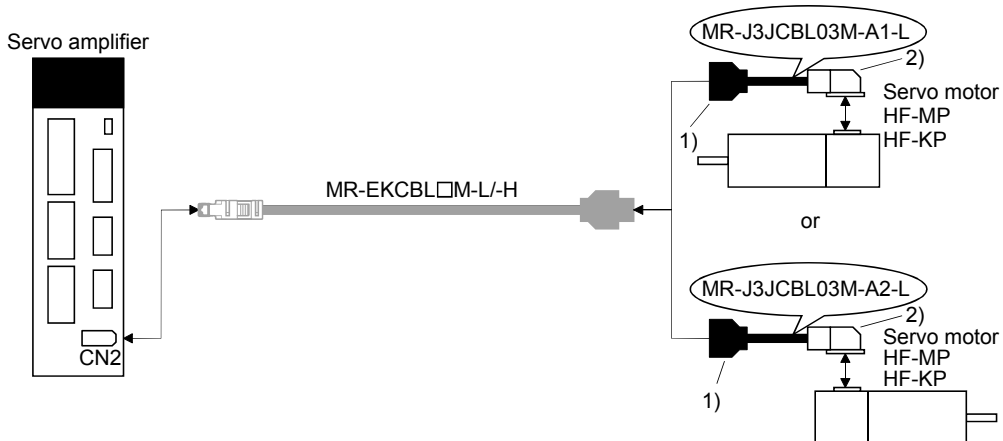 Servo amplifier
CN2
MR-EKCBL□M-L/-H
MR-J3JCBL03M-A1-L
1)
2)
Servo motor
HF-MP
HF-KP
or
MR-J3JCBL03M-A2-L
1)
2)
Servo motor
HF-MP
HF-KP